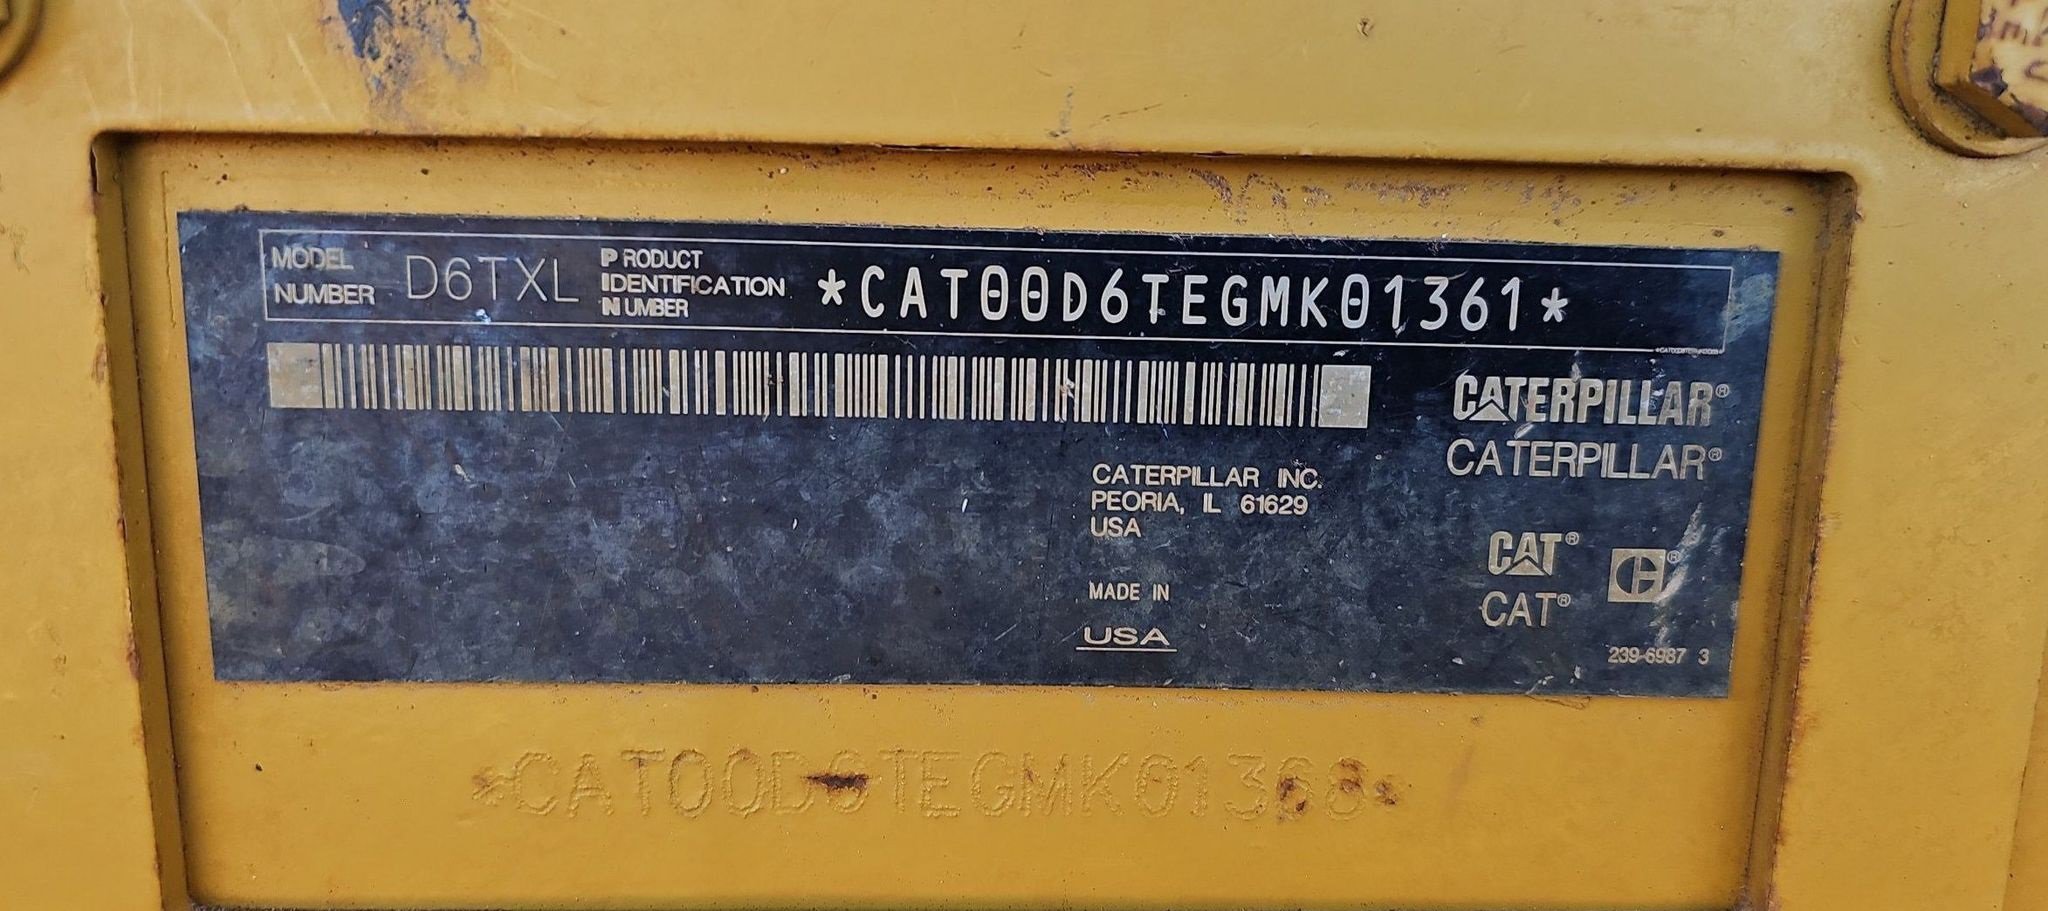 MODEL
NUMBER
D6TXL
PRODUCT
IDENTIFICATION
NUMBER
*CAT00D6TEGMK01361*
CATERPILLAR®
CATERPILLAR®
CATERPILLAR INC.
PEORIA, IL 61629
USA
MADE IN
USA
CAT®
CAT®
239-6987 3
*CAT00D6TEGMK01368*